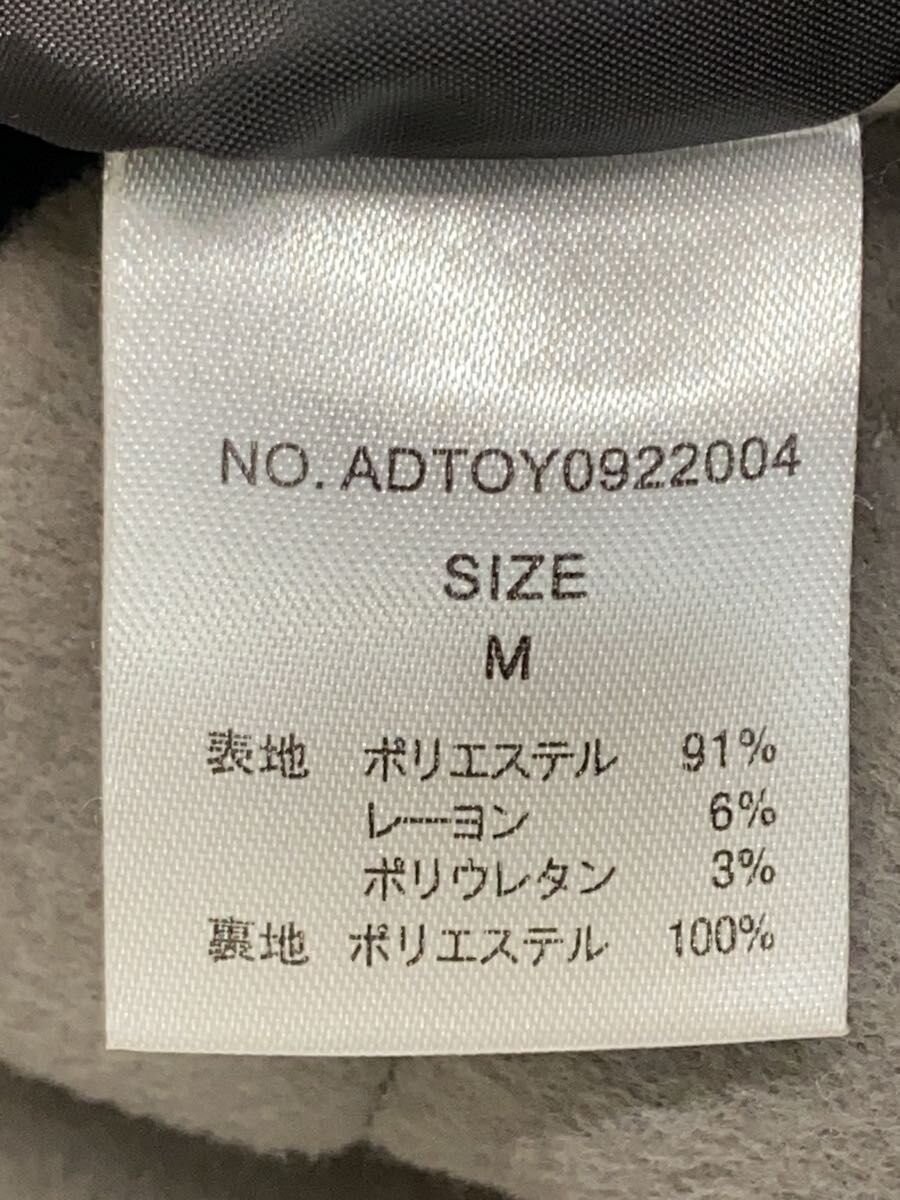 NO. ADTOY0922004
SIZE
M
表地 ポリエステル 91%
レーヨン 6%
ポリウレタン 3%
裏地 ポリエステル 100%